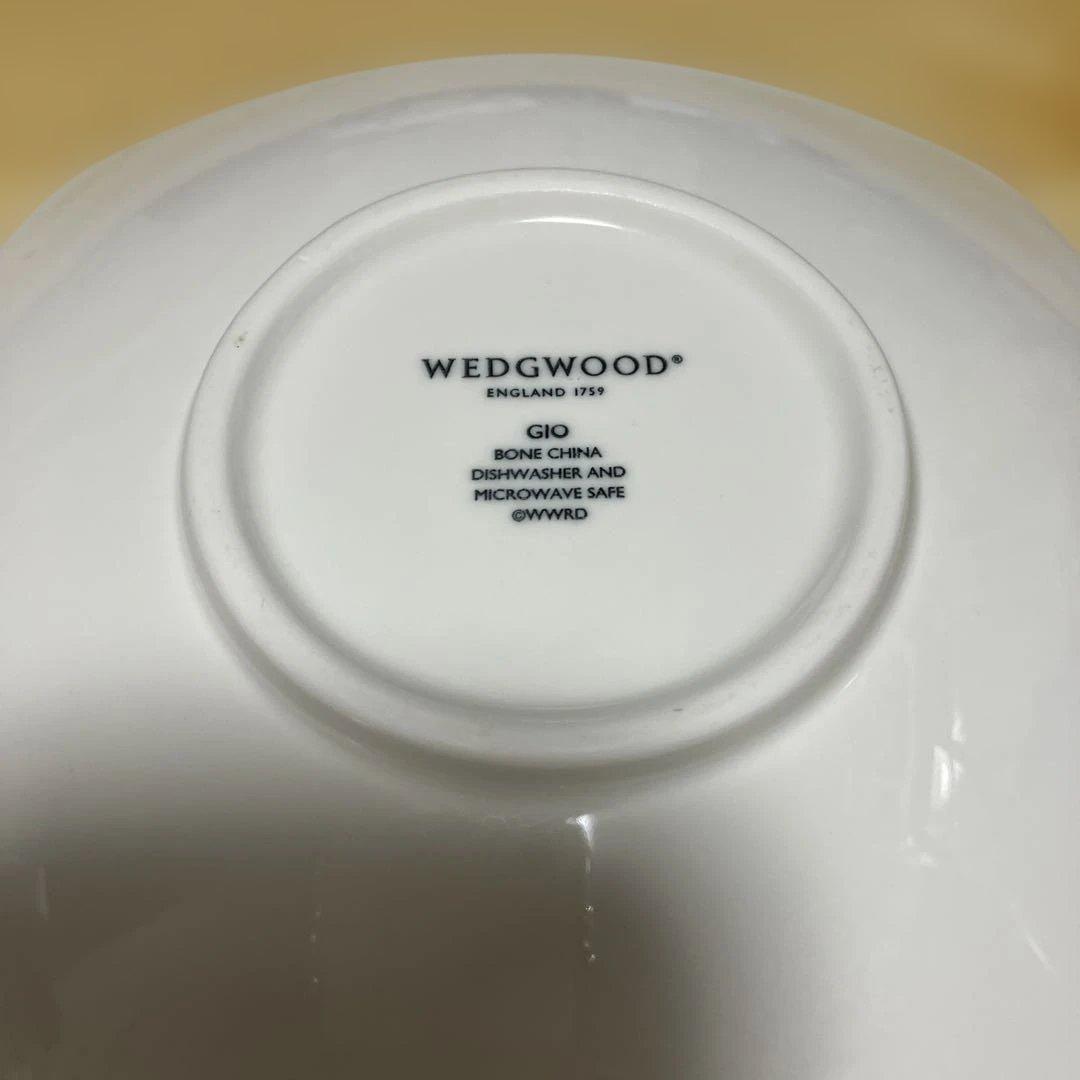 WEDGWOOD®
ENGLAND 1759
GIO
BONE CHINA
DISHWASHER AND
MICROWAVE SAFE
©WWRD